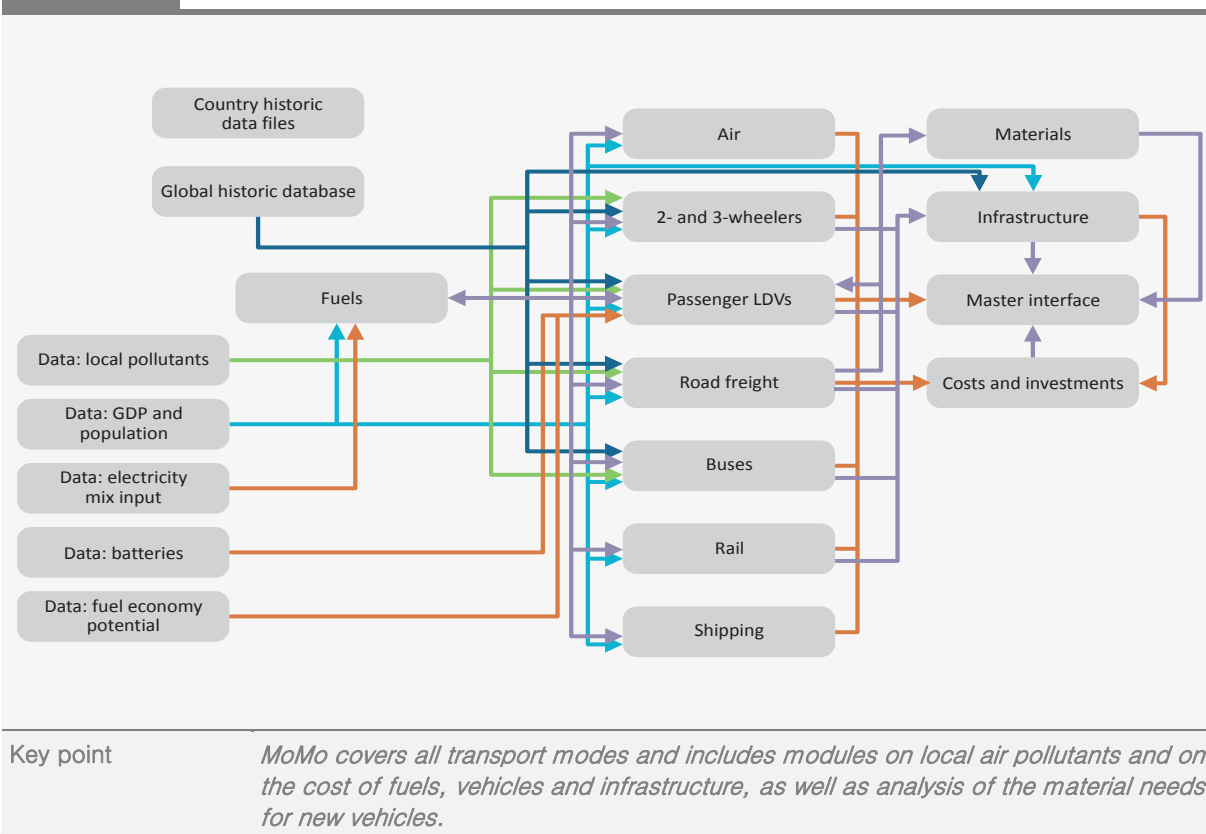 Country historic
data files
Global historic database
Fuels
Data: local pollutants
Data: GDP and
population
Data: electricity
mix input
Data: batteries
Data: fuel economy
potential
Air
2- and 3-wheelers
Passenger LDVs
Road freight
Buses
Rail
Shipping
Materials
Infrastructure
Master interface
Costs and investments
Key point
MoMo covers all transport modes and includes modules on local air pollutants and on
the cost of fuels, vehicles and infrastructure, as well as analysis of the material needs
for new vehicles.